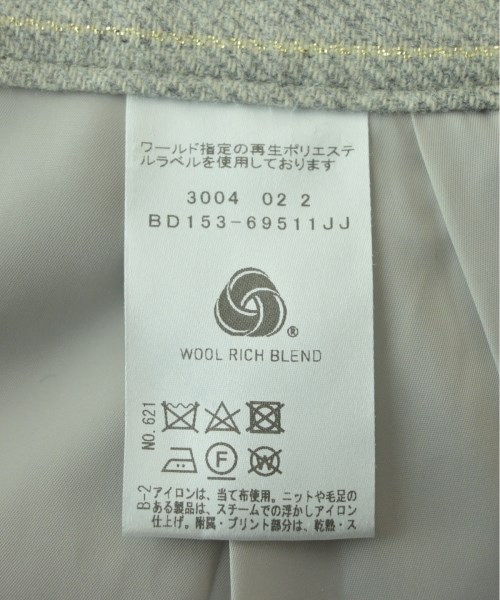 ワールド指定の再生ポリエステ
ルラベルを使用しております
3004 02 2
BD153-69511JJ
®
WOOL RICH BLEND
NO.621
F
W
B-2
アイロンは、当て布使用。ニットや毛足の
ある製品は、スチームでの浮かしアイロン
仕上げ。附属・プリント部分は、乾熱・ス